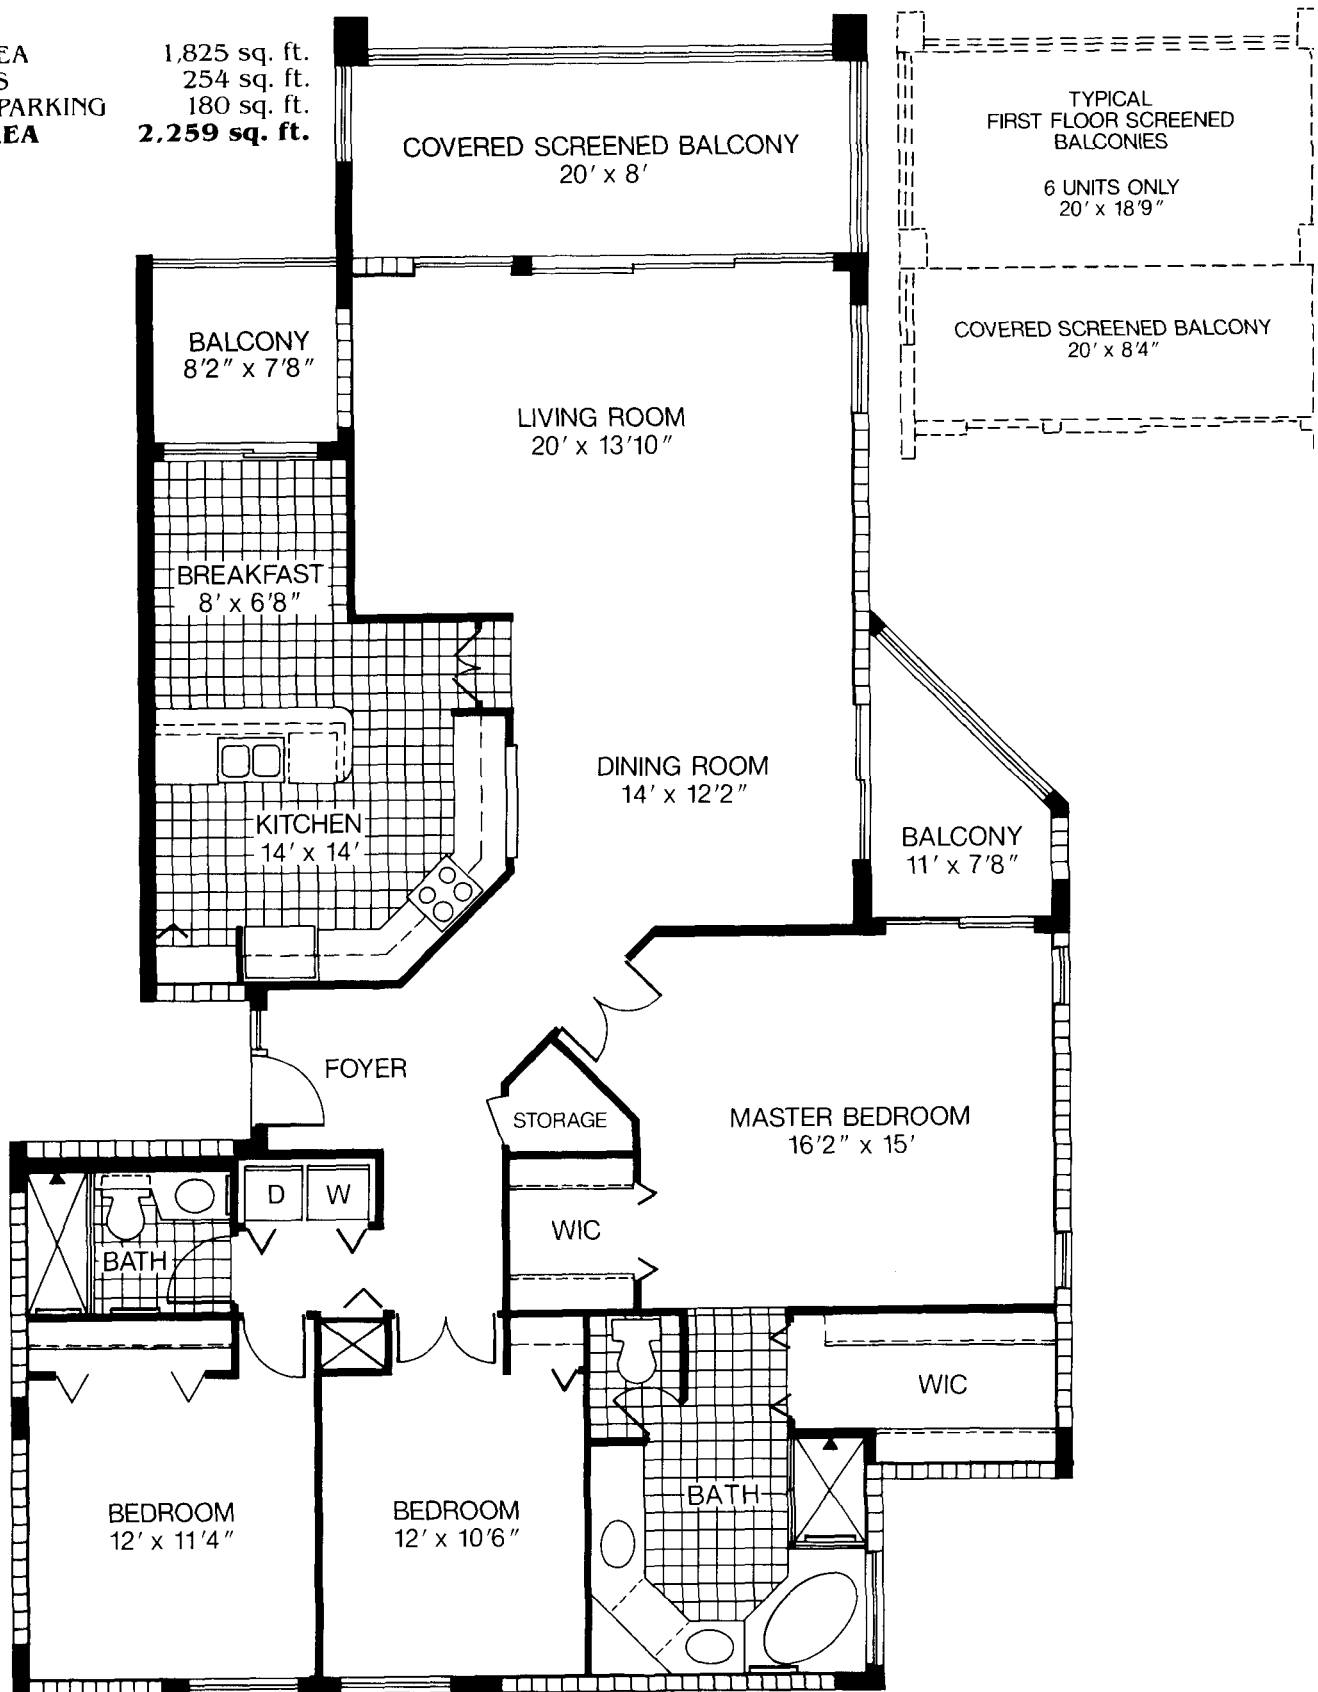 EA 1,825 sq. ft.
S 254 sq. ft.
PARKING 180 sq. ft.
EA 2,259 sq. ft.
COVERED SCREENED BALCONY
20' x 8'
TYPICAL
FIRST FLOOR SCREENED
BALCONIES
6 UNITS ONLY
20' x 18'9"
COVERED SCREENED BALCONY
20' x 8'4"
BALCONY
8'2" x 7'8"
LIVING ROOM
20' x 13'10"
BREAKFAST
8' x 6'8"
DINING ROOM
14' x 12'2"
KITCHEN
14' x 14'
BALCONY
11' x 7'8"
FOYER
STORAGE
MASTER BEDROOM
16'2" x 15'
D W
WIC
BATH
WIC
BATH
BEDROOM
12' x 11'4"
BEDROOM
12' x 10'6"